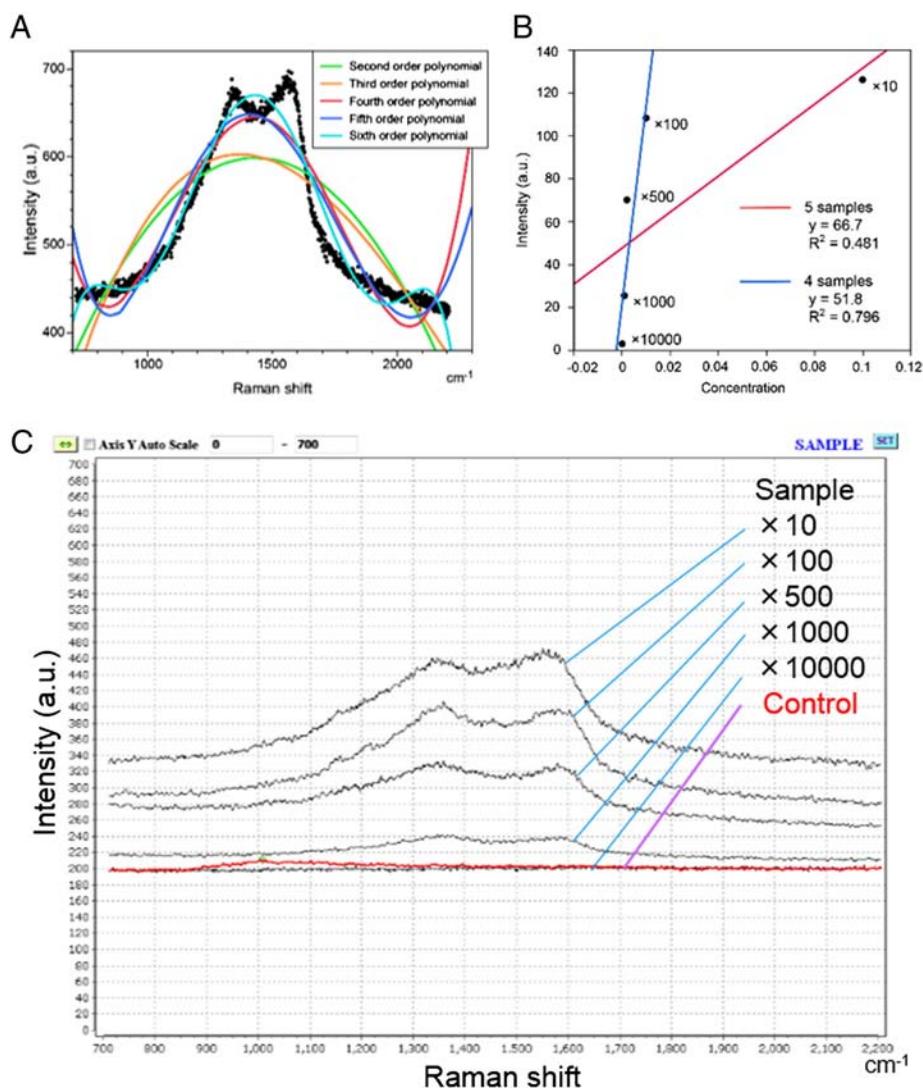 A
700
600
500
400
Intensity (a.u.)
Second order polynomial
Third order polynomial
Fourth order polynomial
Fifth order polynomial
Sixth order polynomial
1000 1500 2000 cm-1
Raman shift
B
140
120
100
80
60
40
20
0
Intensity (a.u.)
×10
×100
×500
×1000
×10000
5 samples
y = 66.7
R2 = 0.481
4 samples
y = 51.8
R2 = 0.796
-0.02 0 0.02 0.04 0.06 0.08 0.10 0.12
Concentration
C
Axis Y Auto Scale 0 - 700 SAMPLE SET
700
680
660
640
620
600
580
560
540
520
500
480
460
440
420
400
380
360
340
320
300
280
260
240
220
200
180
160
140
120
100
80
60
40
20
0
Intensity (a.u.)
Sample
×10
×100
×500
×1000
×10000
Control
700 800 900 1,000 1,100 1,200 1,300 1,400 1,500 1,600 1,700 1,800 1,900 2,000 2,100 2,200
cm-1
Raman shift